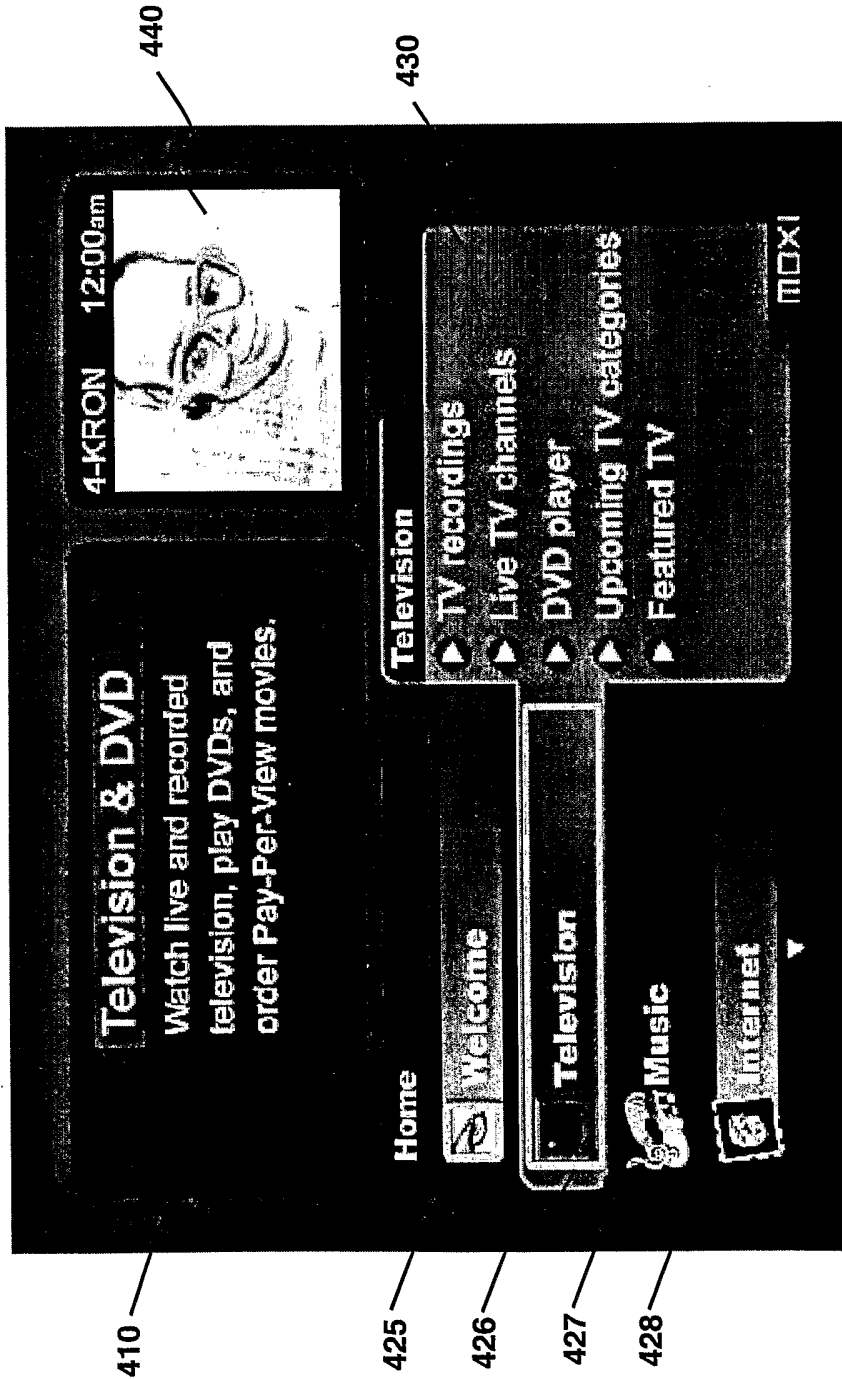 410
Television & DVD
Watch live and recorded
television, play DVDs, and
order Pay-Per-View movies.
4-KRON 12:00am
440
425
Home
426
Welcome
427
Television
428
Music
Internet
Television
TV recordings
Live TV channels
DVD player
Upcoming TV categories
Featured TV
430
moxi